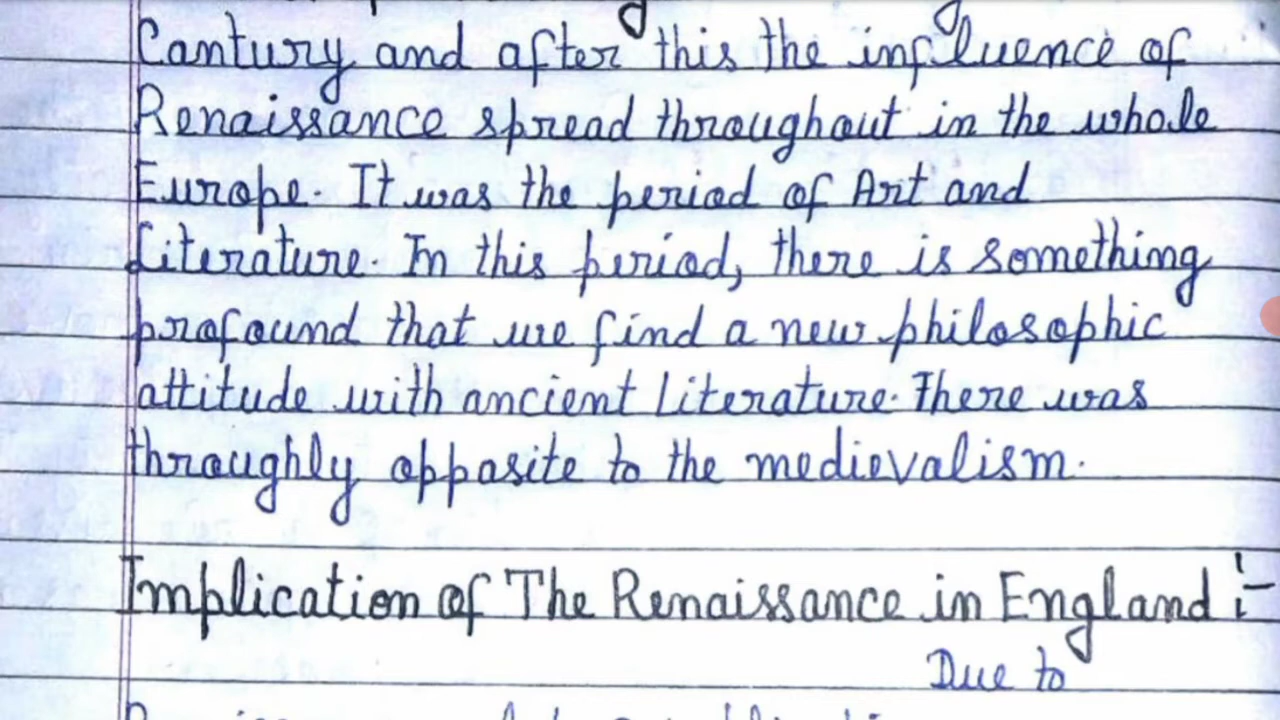 Cantury and after this the influence of
Renaissance spread throughout in the whole
Europe. It was the period of Art and
Literature. In this period, there is something
profound that we find a new philosophic
attitude with ancient Literature. There was
throughly opposite to the medievalism.
Implication of The Renaissance in England :-
Due to